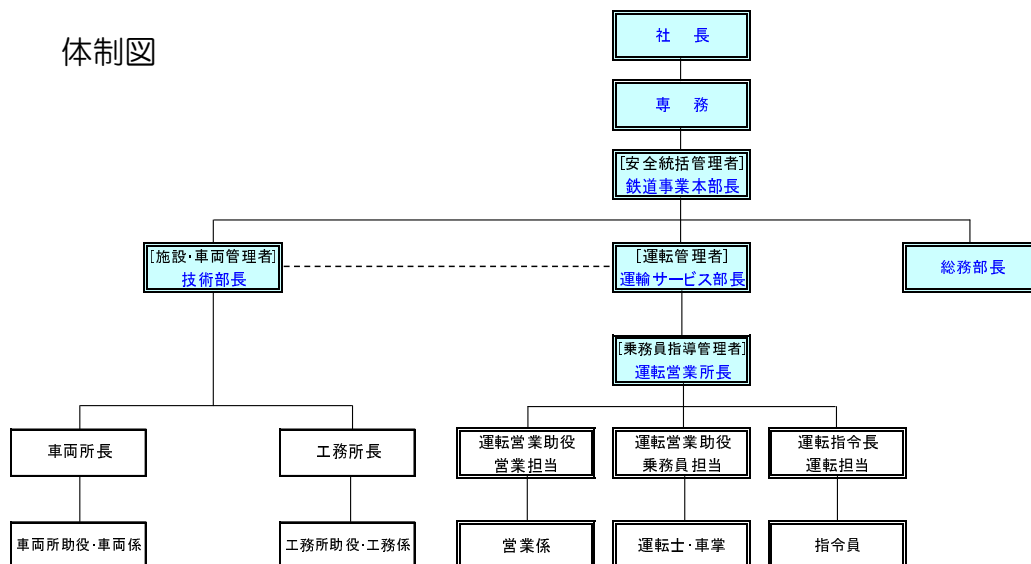 体制図
社　長
専　務
[安全統括管理者]
鉄道事業本部長
[施設･車両管理者]
技術部長
[運転管理者]
運輸サービス部長
総務部長
[乗務員指導管理者]
運転営業所長
車両所長
工務所長
運転営業助役
営業担当
運転営業助役
乗務員担当
運転指令長
運転担当
車両所助役･車両係
工務所助役･工務係
営業係
運転士･車掌
指令員